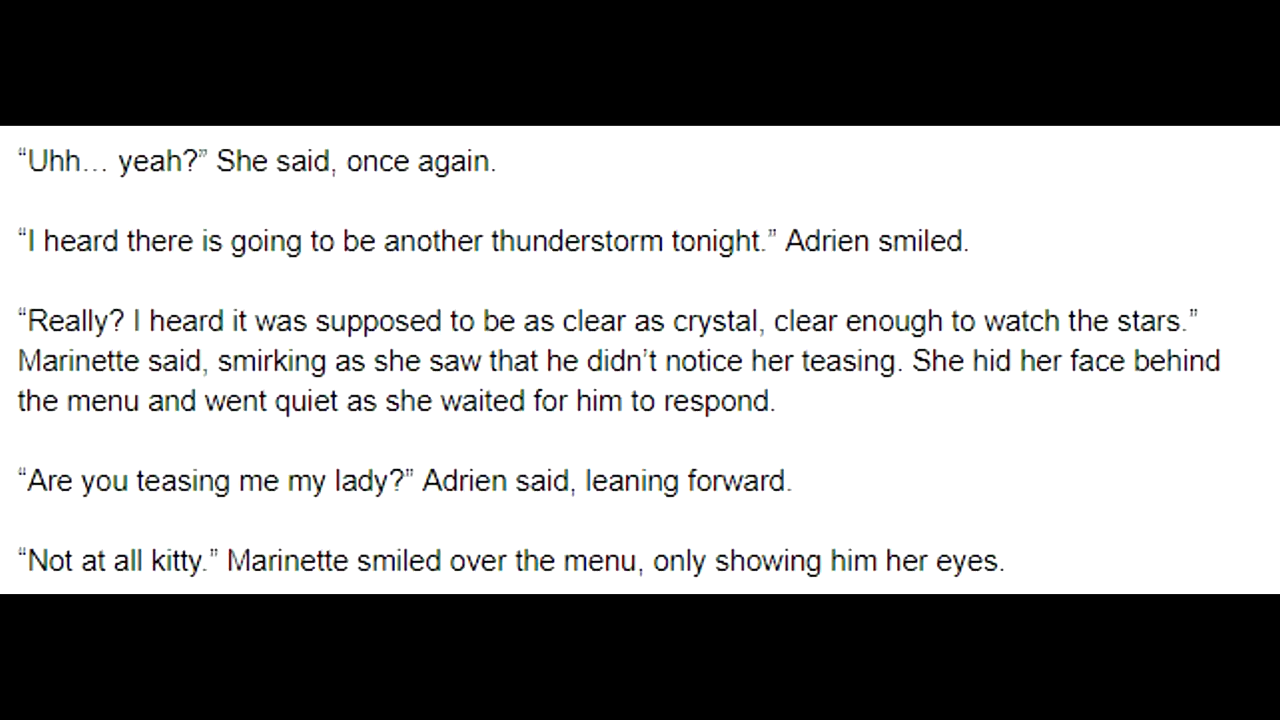 “Uhh... yeah?” She said, once again.
“I heard there is going to be another thunderstorm tonight.” Adrien smiled.
“Really? I heard it was supposed to be as clear as crystal, clear enough to watch the stars.”
Marinette said, smirking as she saw that he didn’t notice her teasing. She hid her face behind
the menu and went quiet as she waited for him to respond.
“Are you teasing me my lady?” Adrien said, leaning forward.
“Not at all kitty.” Marinette smiled over the menu, only showing him her eyes.